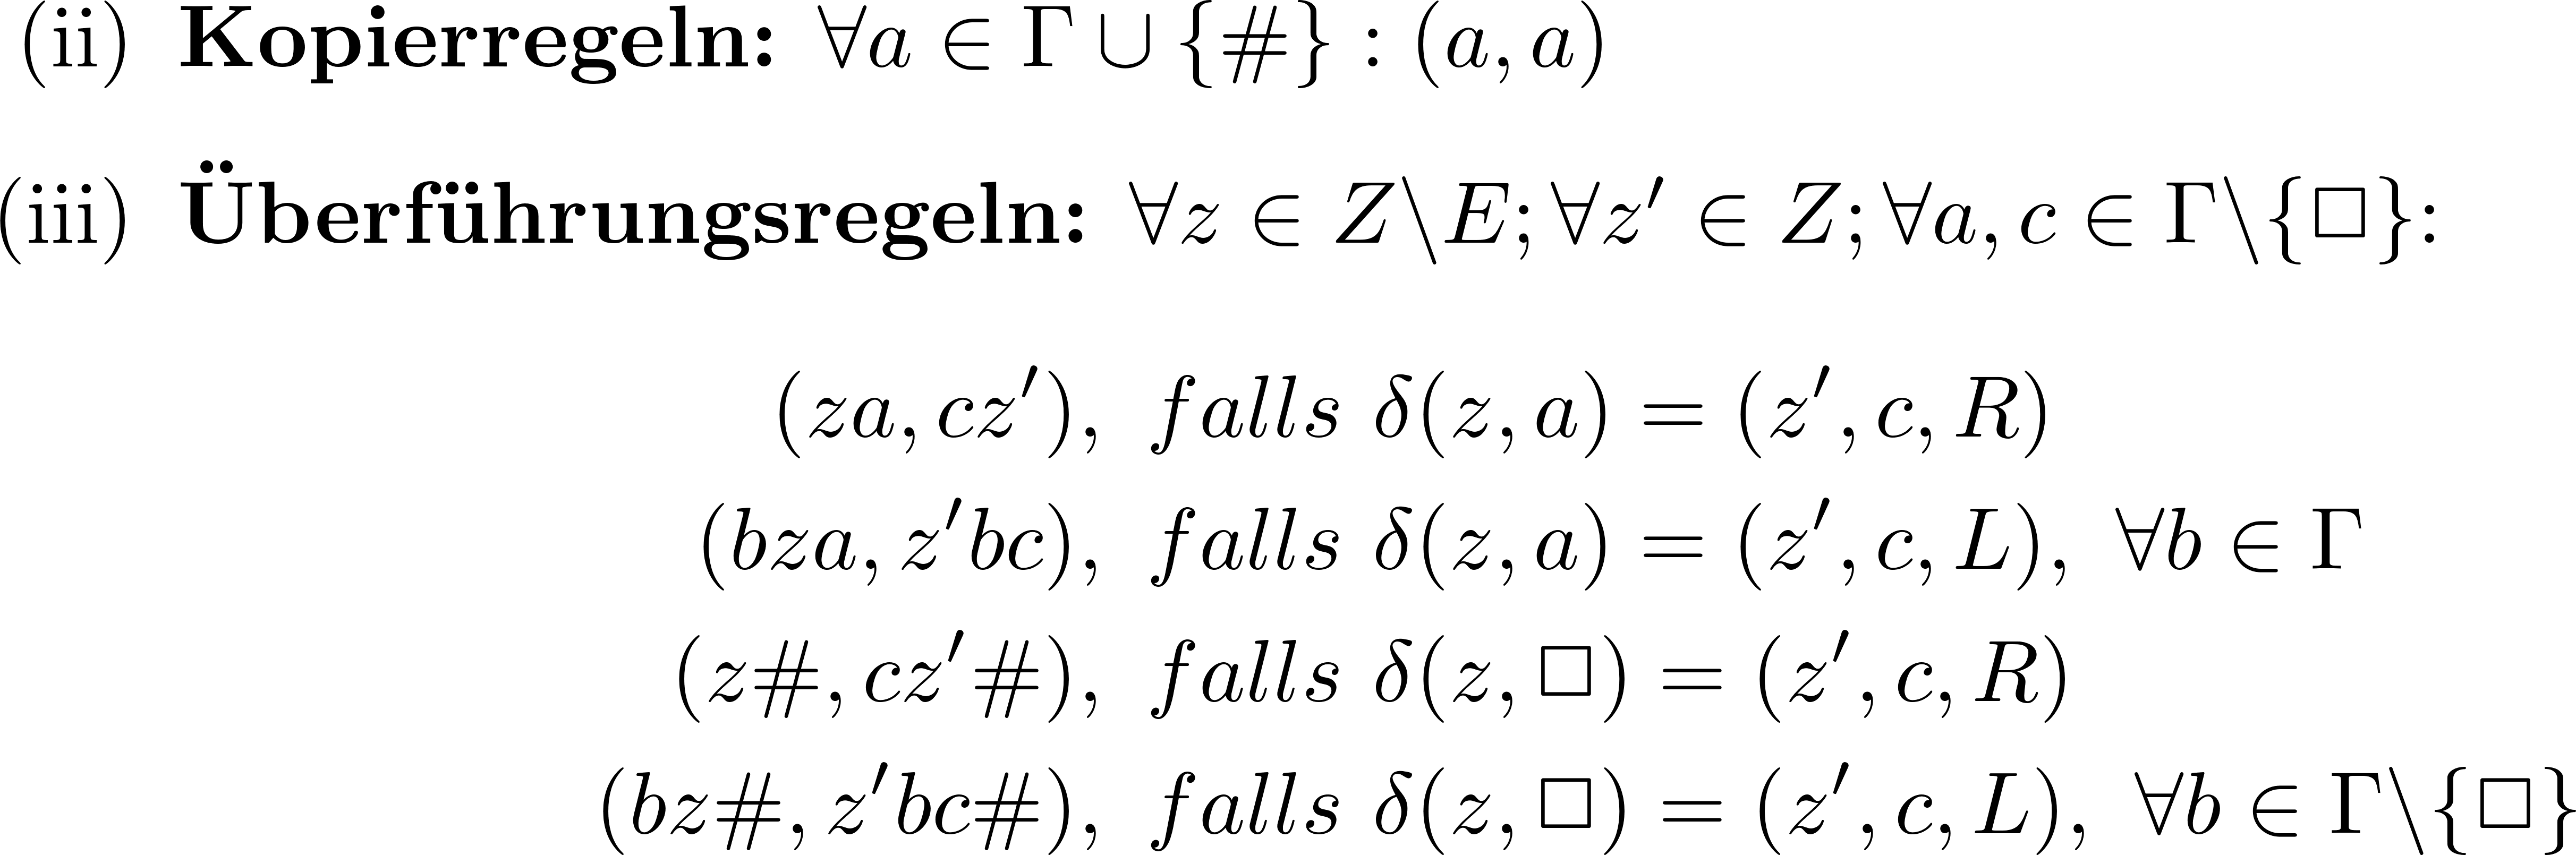 (ii) Kopierregeln: ∀a ∈ Γ ∪ {#} : (a, a)
(iii) Überführungsregeln: ∀z ∈ Z\E; ∀z′ ∈ Z; ∀a, c ∈ Γ\{□}:
(za, cz′), falls δ(z, a) = (z′, c, R)
(bza, z′bc), falls δ(z, a) = (z′, c, L), ∀b ∈ Γ
(z#, cz′#), falls δ(z, □) = (z′, c, R)
(bz#, z′bc#), falls δ(z, □) = (z′, c, L), ∀b ∈ Γ\{□}